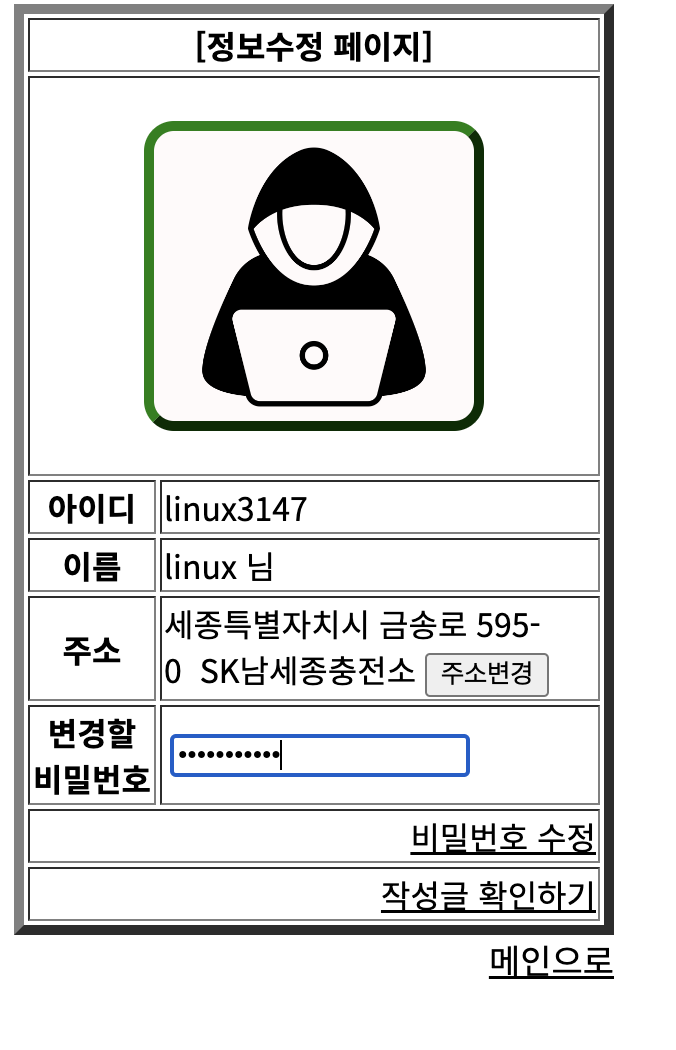 [정보수정 페이지]
아이디
linux3147
이름
linux 님
주소
세종특별자치시 금송로 595-
0 SK남세종충전소 주소변경
변경할
비밀번호
•••••••••••
비밀번호 수정
작성글 확인하기
메인으로